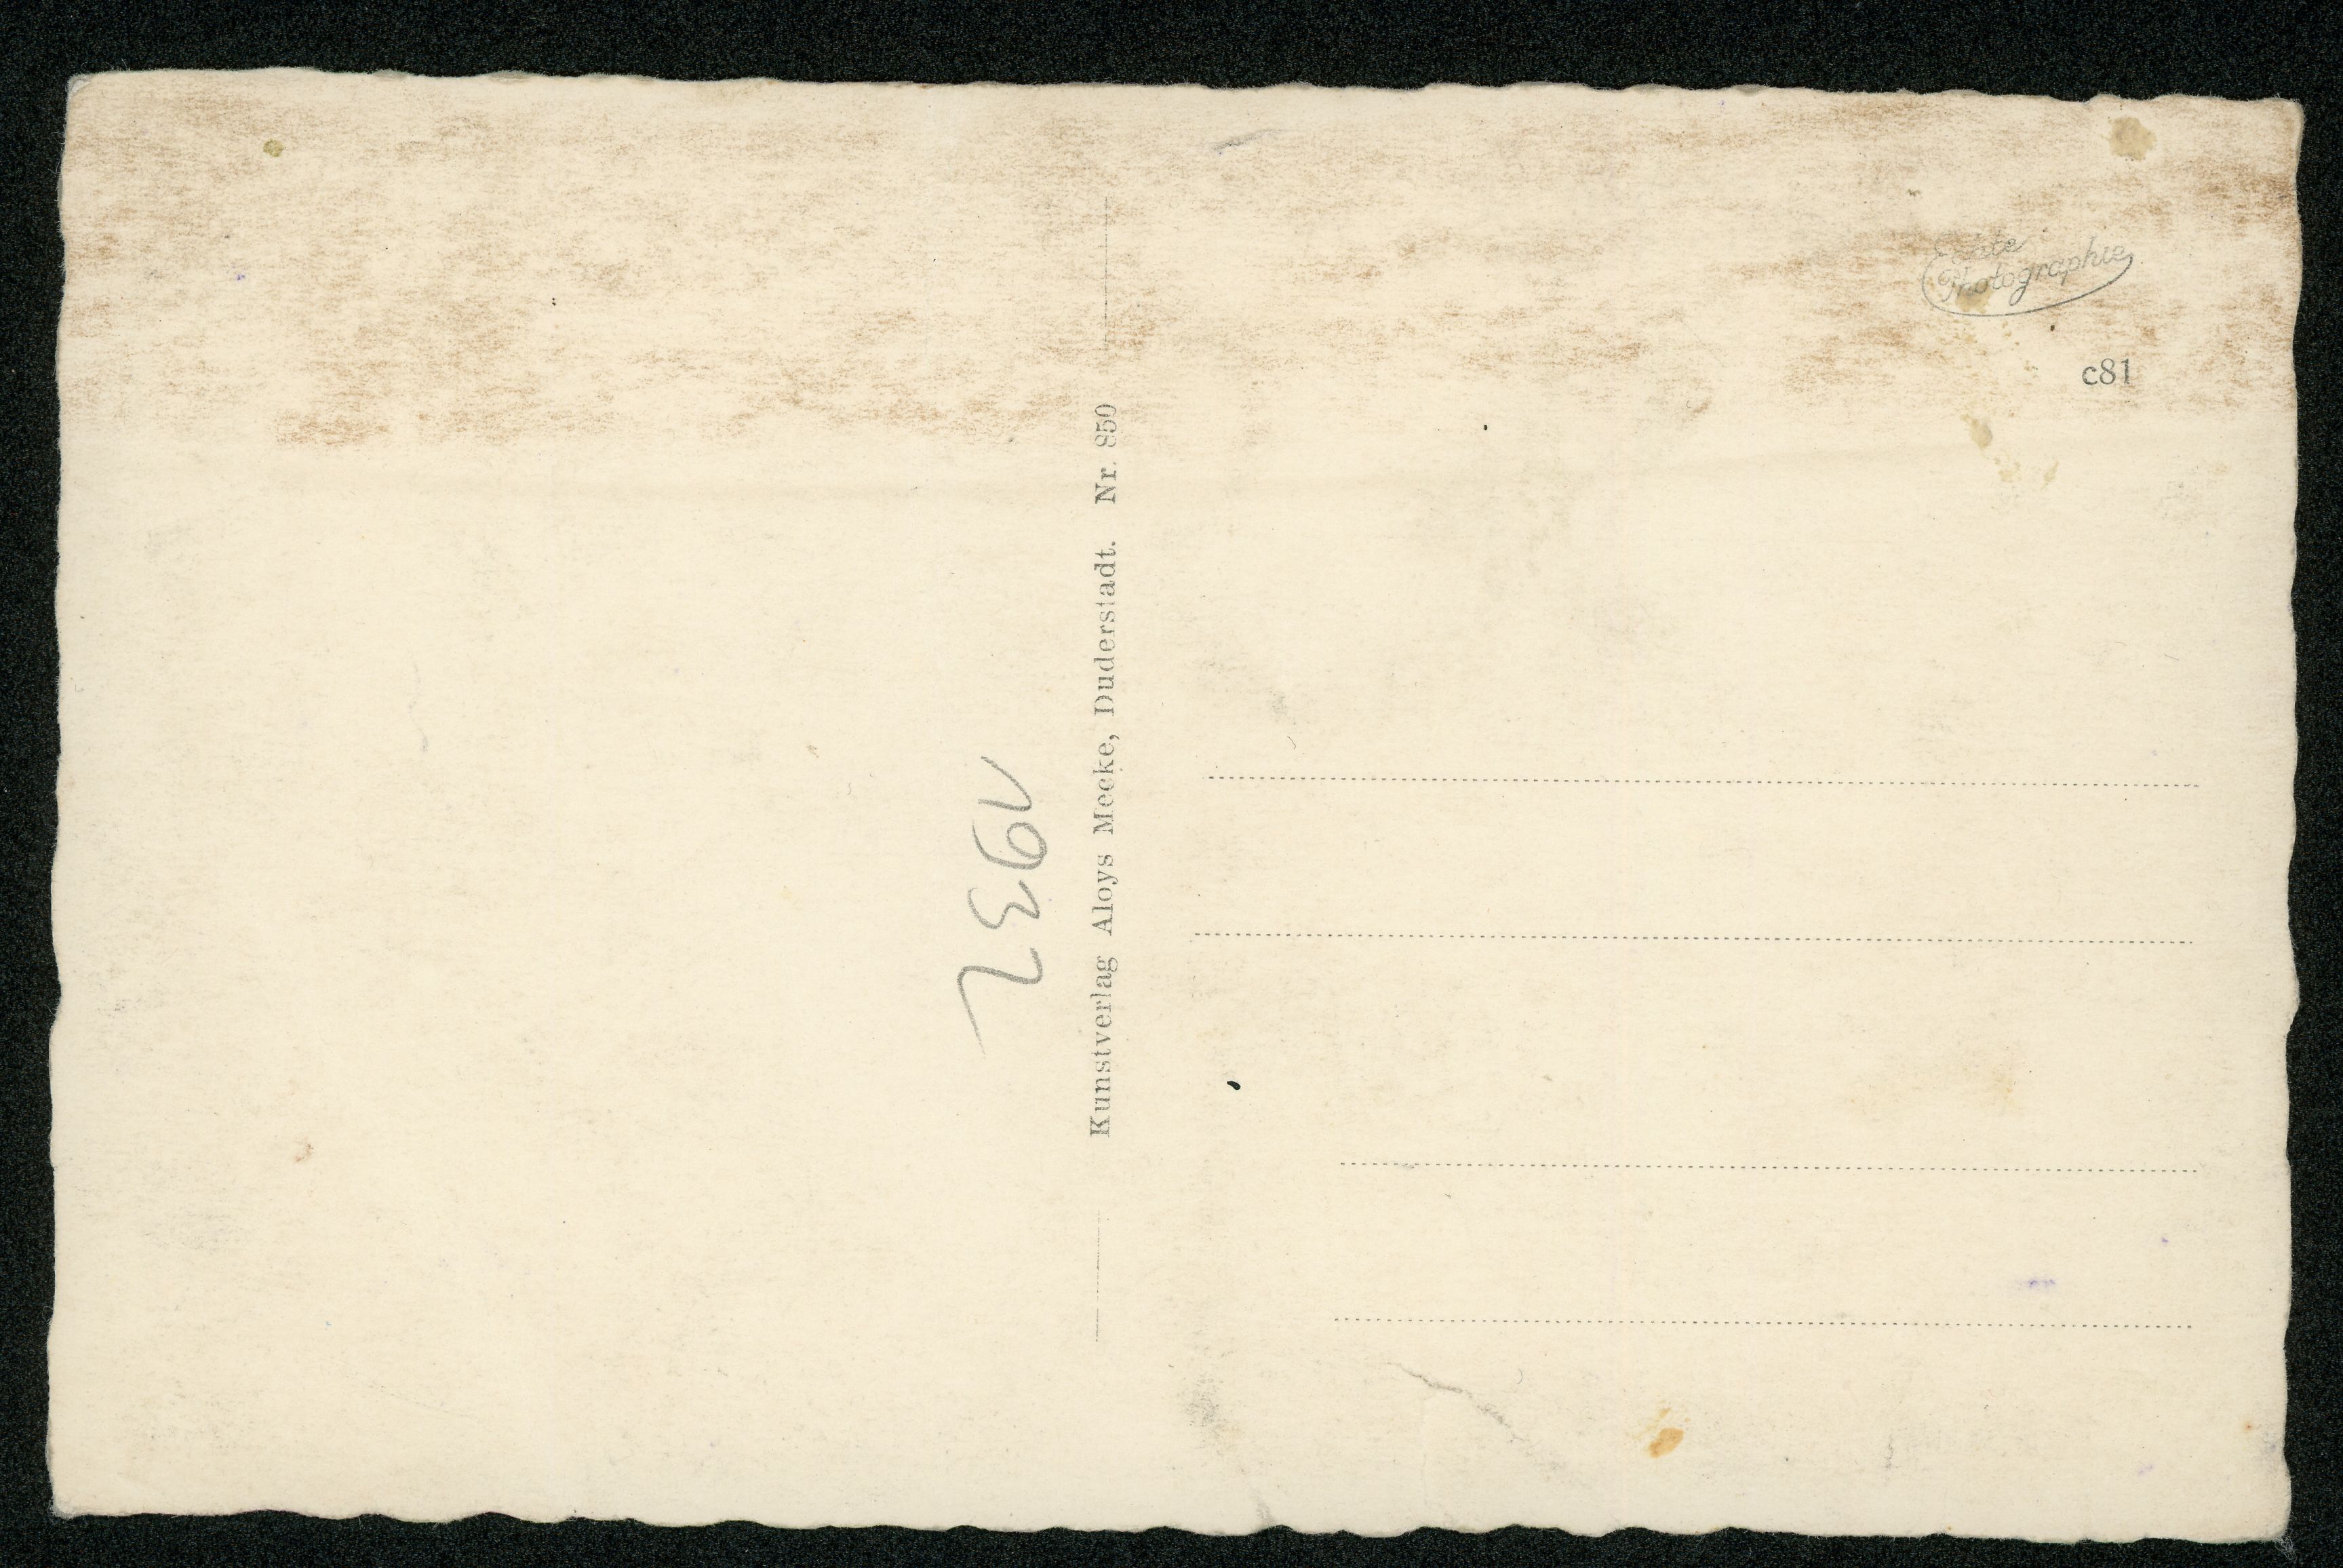 Echte
Photographie
c81
Kunstverlag Aloys Mecke, Duderstadt. Nr. 850
1932